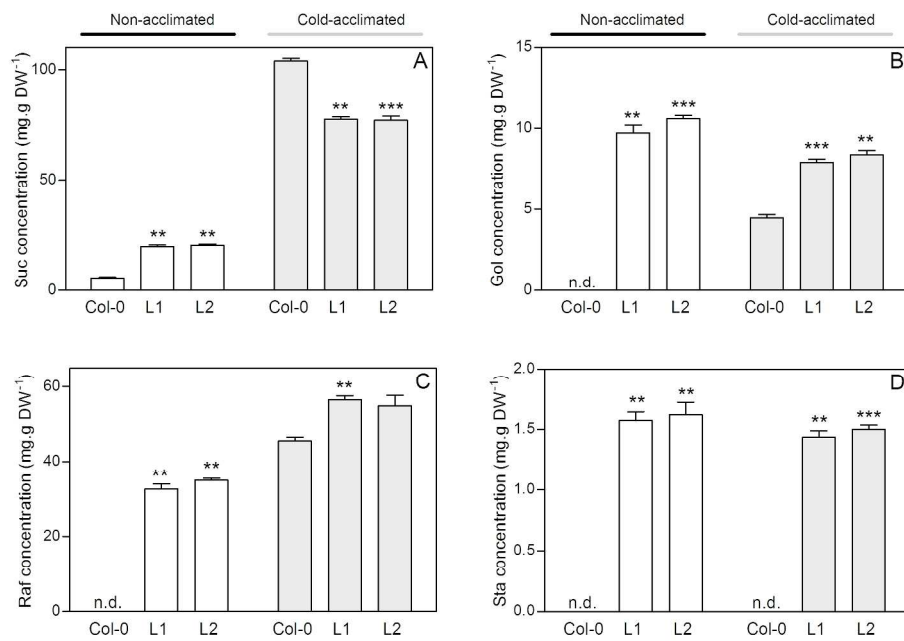 Non-acclimated Cold-acclimated
A
Suc concentration (mg.g DW⁻¹)
100
50
0
** ***
** **
Col-0 L1 L2 Col-0 L1 L2
Non-acclimated Cold-acclimated
B
Gol concentration (mg.g DW⁻¹)
15
10
5
0
** ***
*** **
n.d.
Col-0 L1 L2 Col-0 L1 L2
C
Raf concentration (mg.g DW⁻¹)
60
40
20
0
**
** **
n.d.
Col-0 L1 L2 Col-0 L1 L2
D
Sta concentration (mg.g DW⁻¹)
2.0
1.5
1.0
0.5
0.0
** **
** ***
n.d. n.d.
Col-0 L1 L2 Col-0 L1 L2